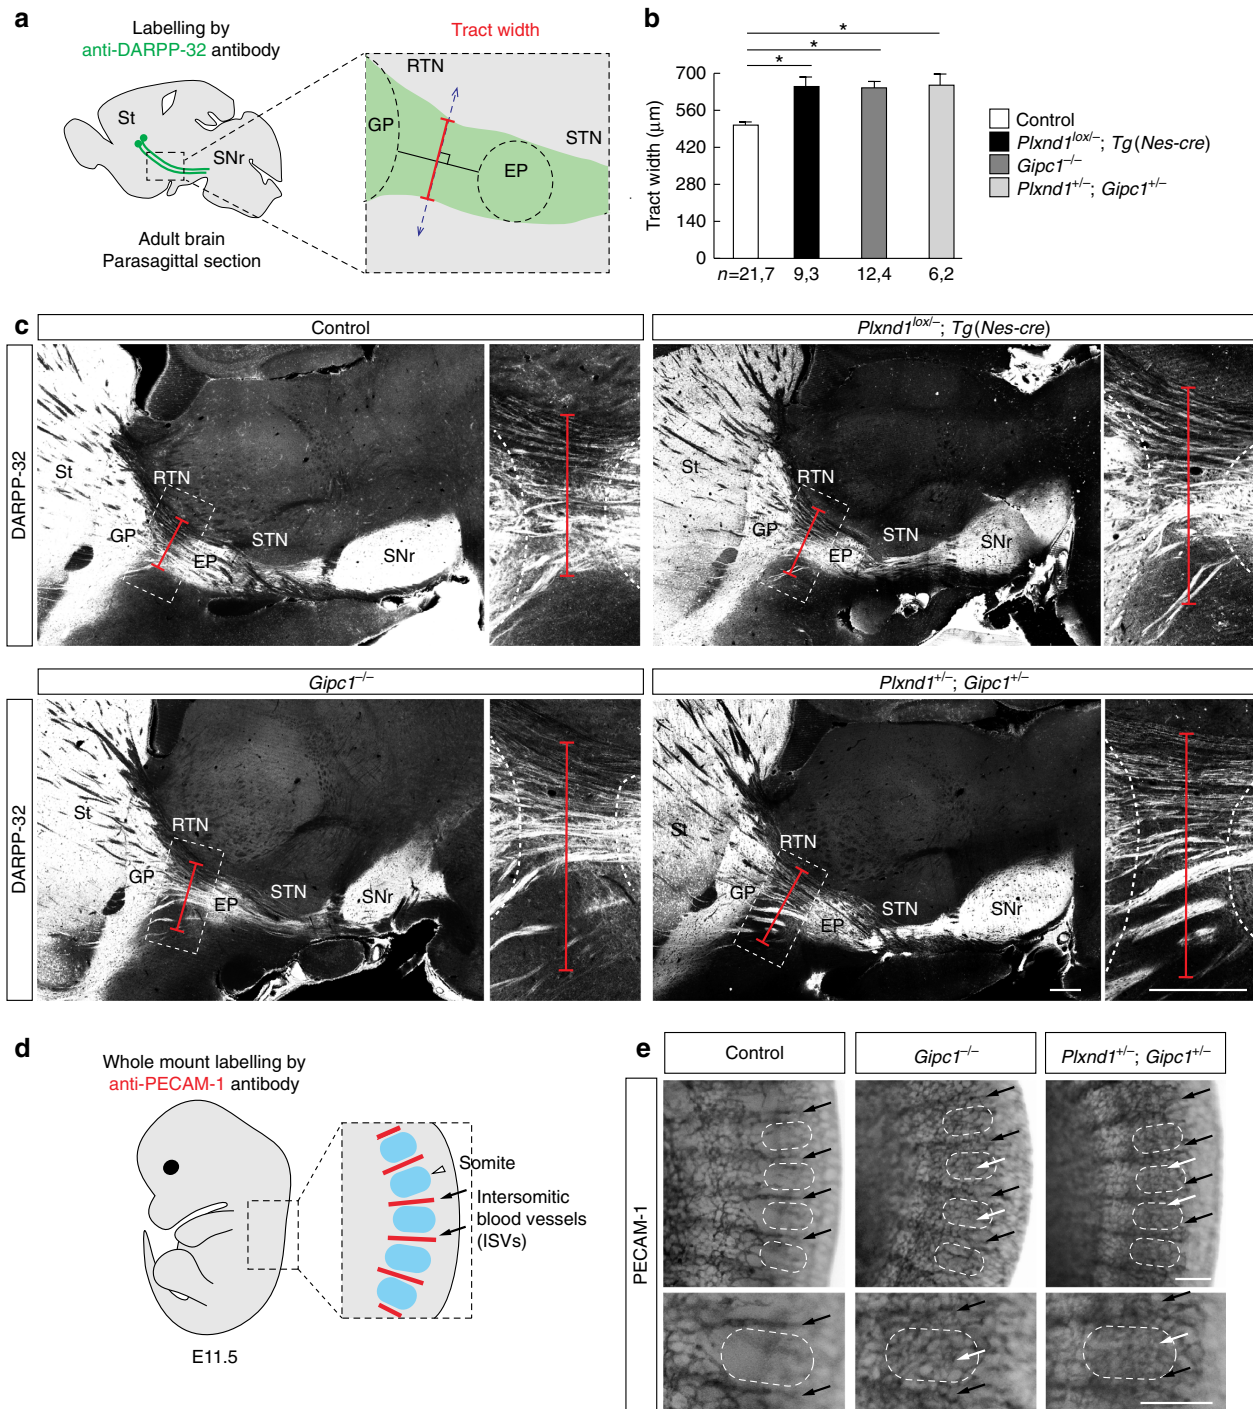 a
Labelling by
anti-DARPP-32 antibody
St
SNr
Adult brain
Parasagittal section
Tract width
RTN
GP
STN
EP
b
*
*
*
Tract width (μm)
700
560
420
280
140
0
n=21,7
9,3
12,4
6,2
Control
Plxnd1^lox/–; Tg(Nes-cre)
Gipc1^–/–
Plxnd1^+/–; Gipc1^+/–
c
Control
Plxnd1^lox/–; Tg(Nes-cre)
DARPP-32
St
RTN
GP
EP
STN
SNr
St
RTN
GP
EP
STN
SNr
Gipc1^–/–
Plxnd1^+/–; Gipc1^+/–
DARPP-32
St
RTN
GP
EP
STN
SNr
St
RTN
GP
EP
STN
SNr
d
Whole mount labelling by
anti-PECAM-1 antibody
Somite
Intersomitic
blood vessels
(ISVs)
E11.5
e
Control
Gipc1^–/–
Plxnd1^+/–; Gipc1^+/–
PECAM-1